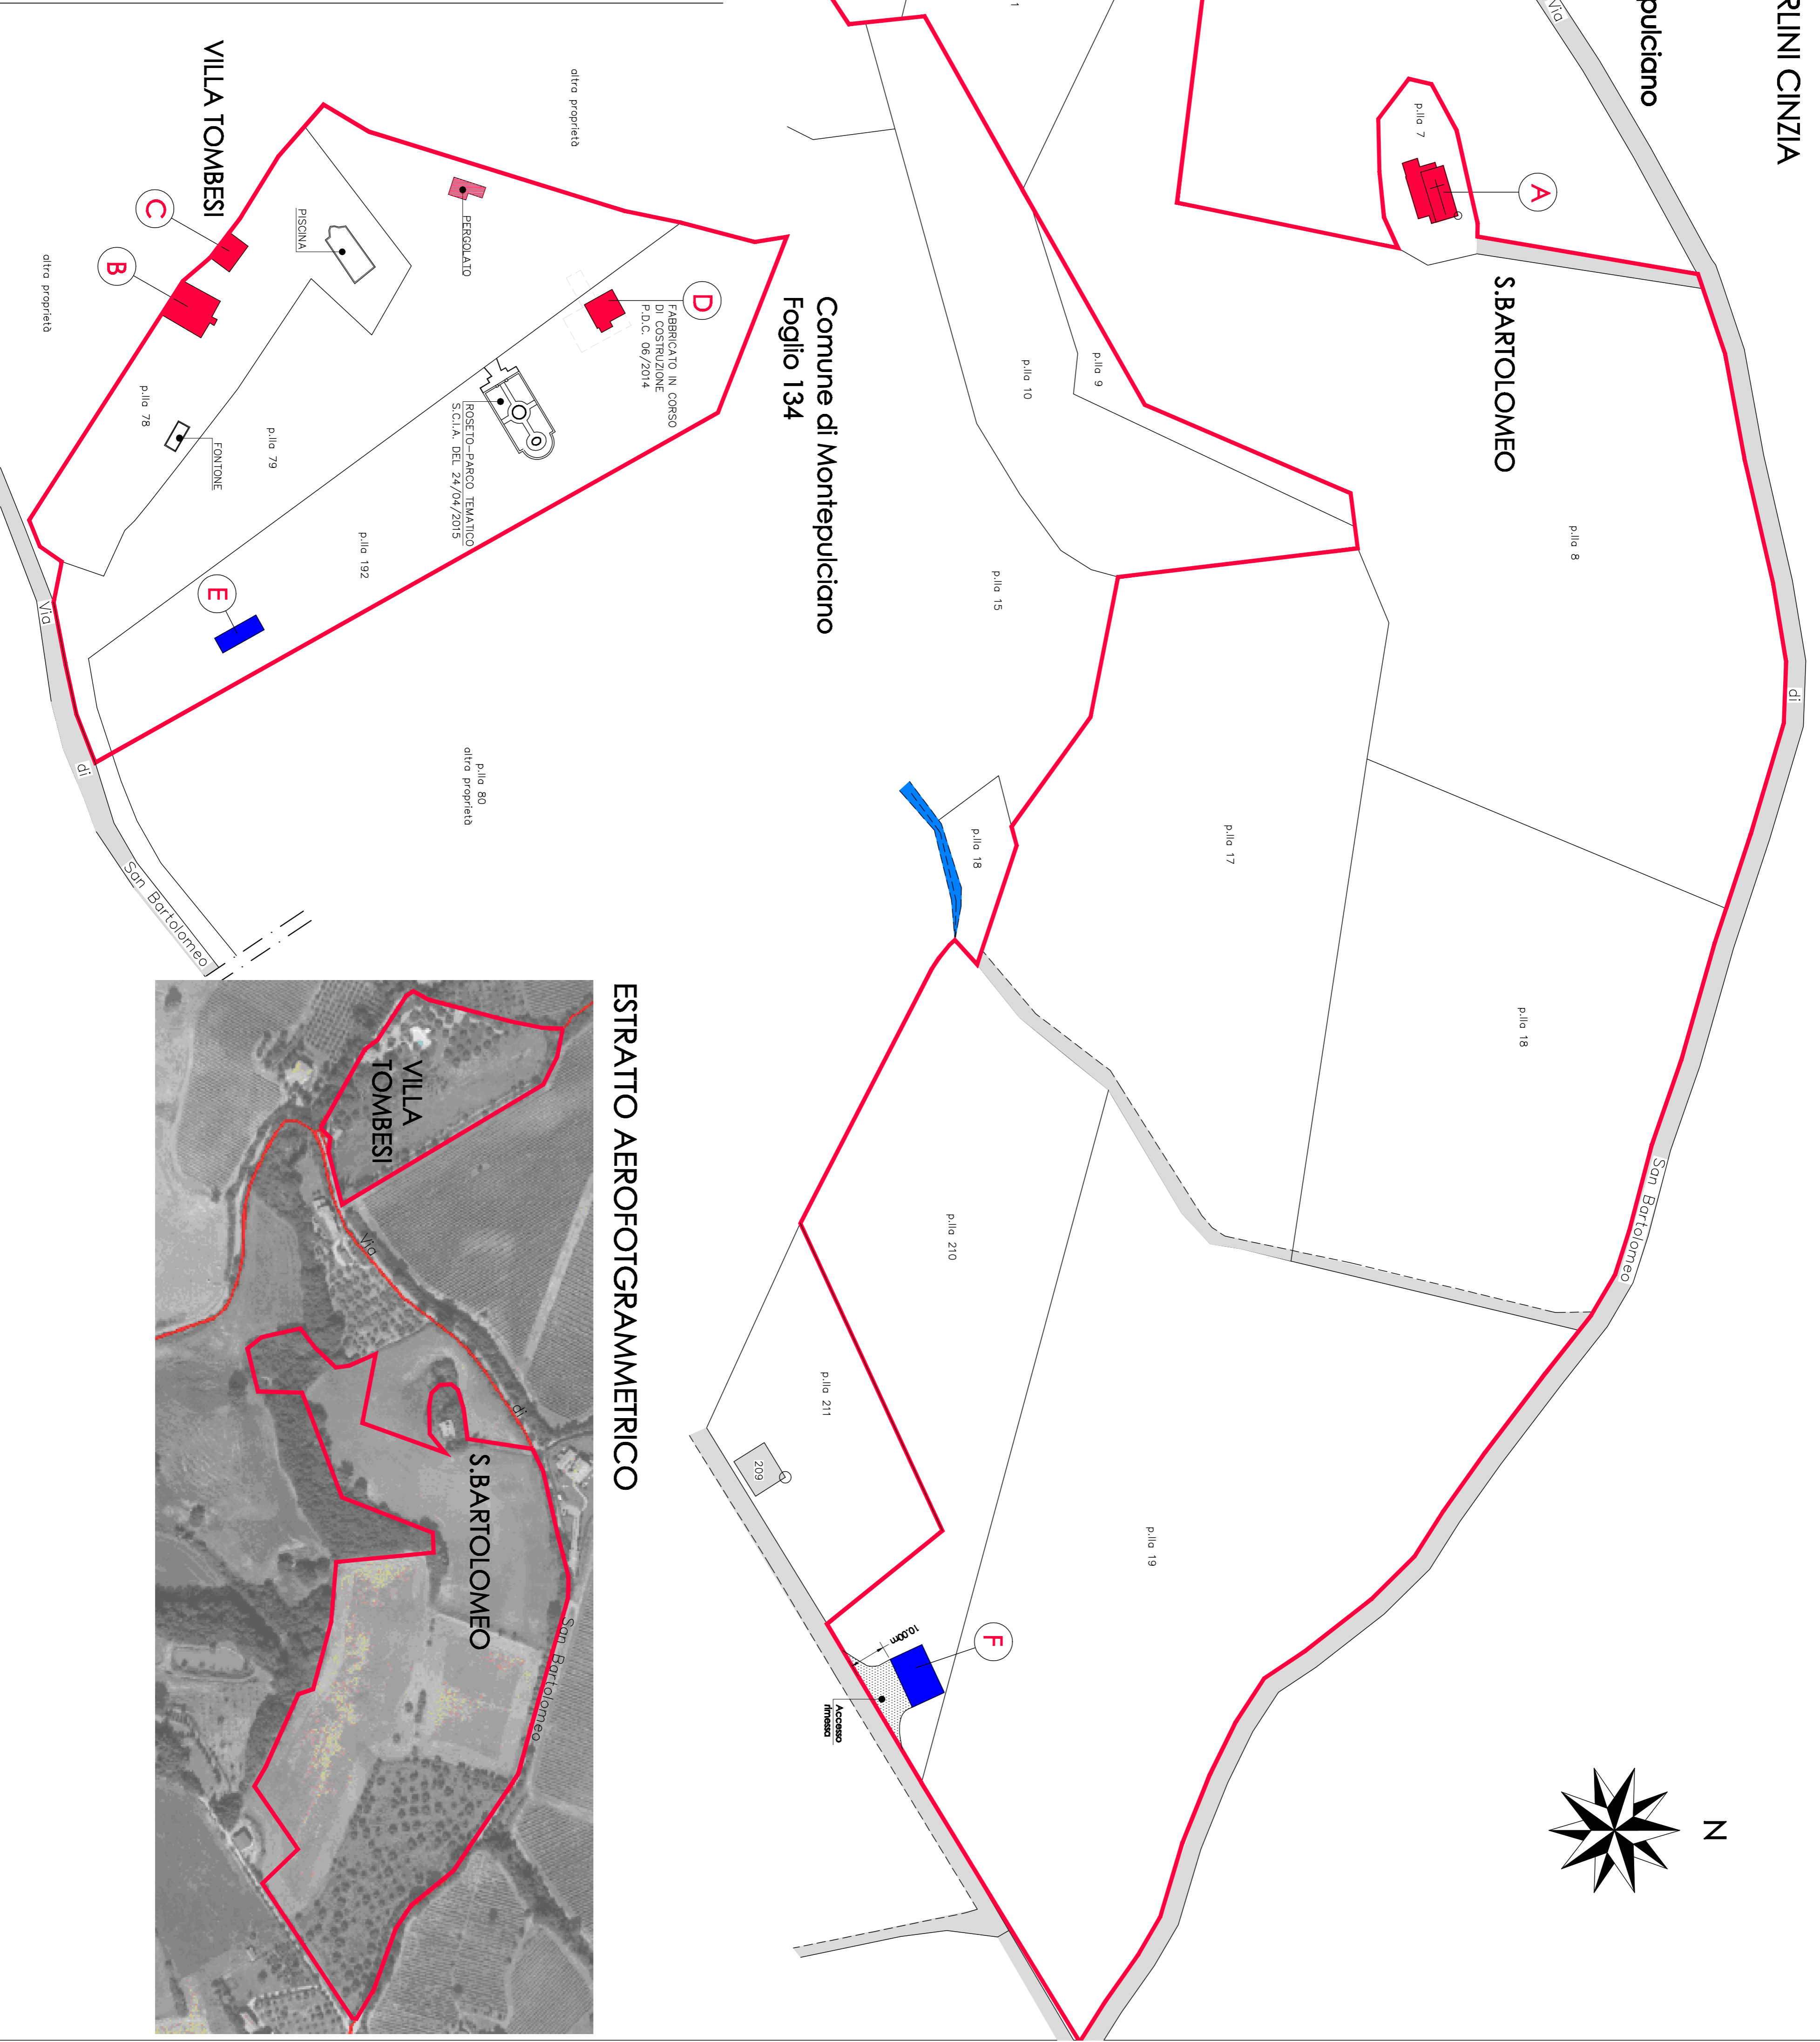 RLINI CINZIA
pulciano
Via
di
San Bartolomeo
N
A
p.lla 7
S.BARTOLOMEO
p.lla 8
p.lla 18
1
p.lla 9
p.lla 10
p.lla 15
p.lla 17
p.lla 18
p.lla 19
p.lla 210
p.lla 211
209
F
10.00m
Accesso
rimessa
Comune di Montepulciano
Foglio 134
altra proprietà
VILLA TOMBESI
PERGOLATO
PISCINA
C
B
altra proprietà
D
FABBRICATO IN CORSO
DI COSTRUZIONE
P.D.C. 06/2014
ROSETO-PARCO TEMATICO
S.C.I.A. DEL 24/04/2015
p.lla 78
p.lla 79
FONTONE
p.lla 192
E
p.lla 80
altra proprietà
Via
di
San Bartolomeo
ESTRATTO AEROFOTGRAMMETRICO
VILLA
TOMBESI
Via
di
San Bartolomeo
S.BARTOLOMEO